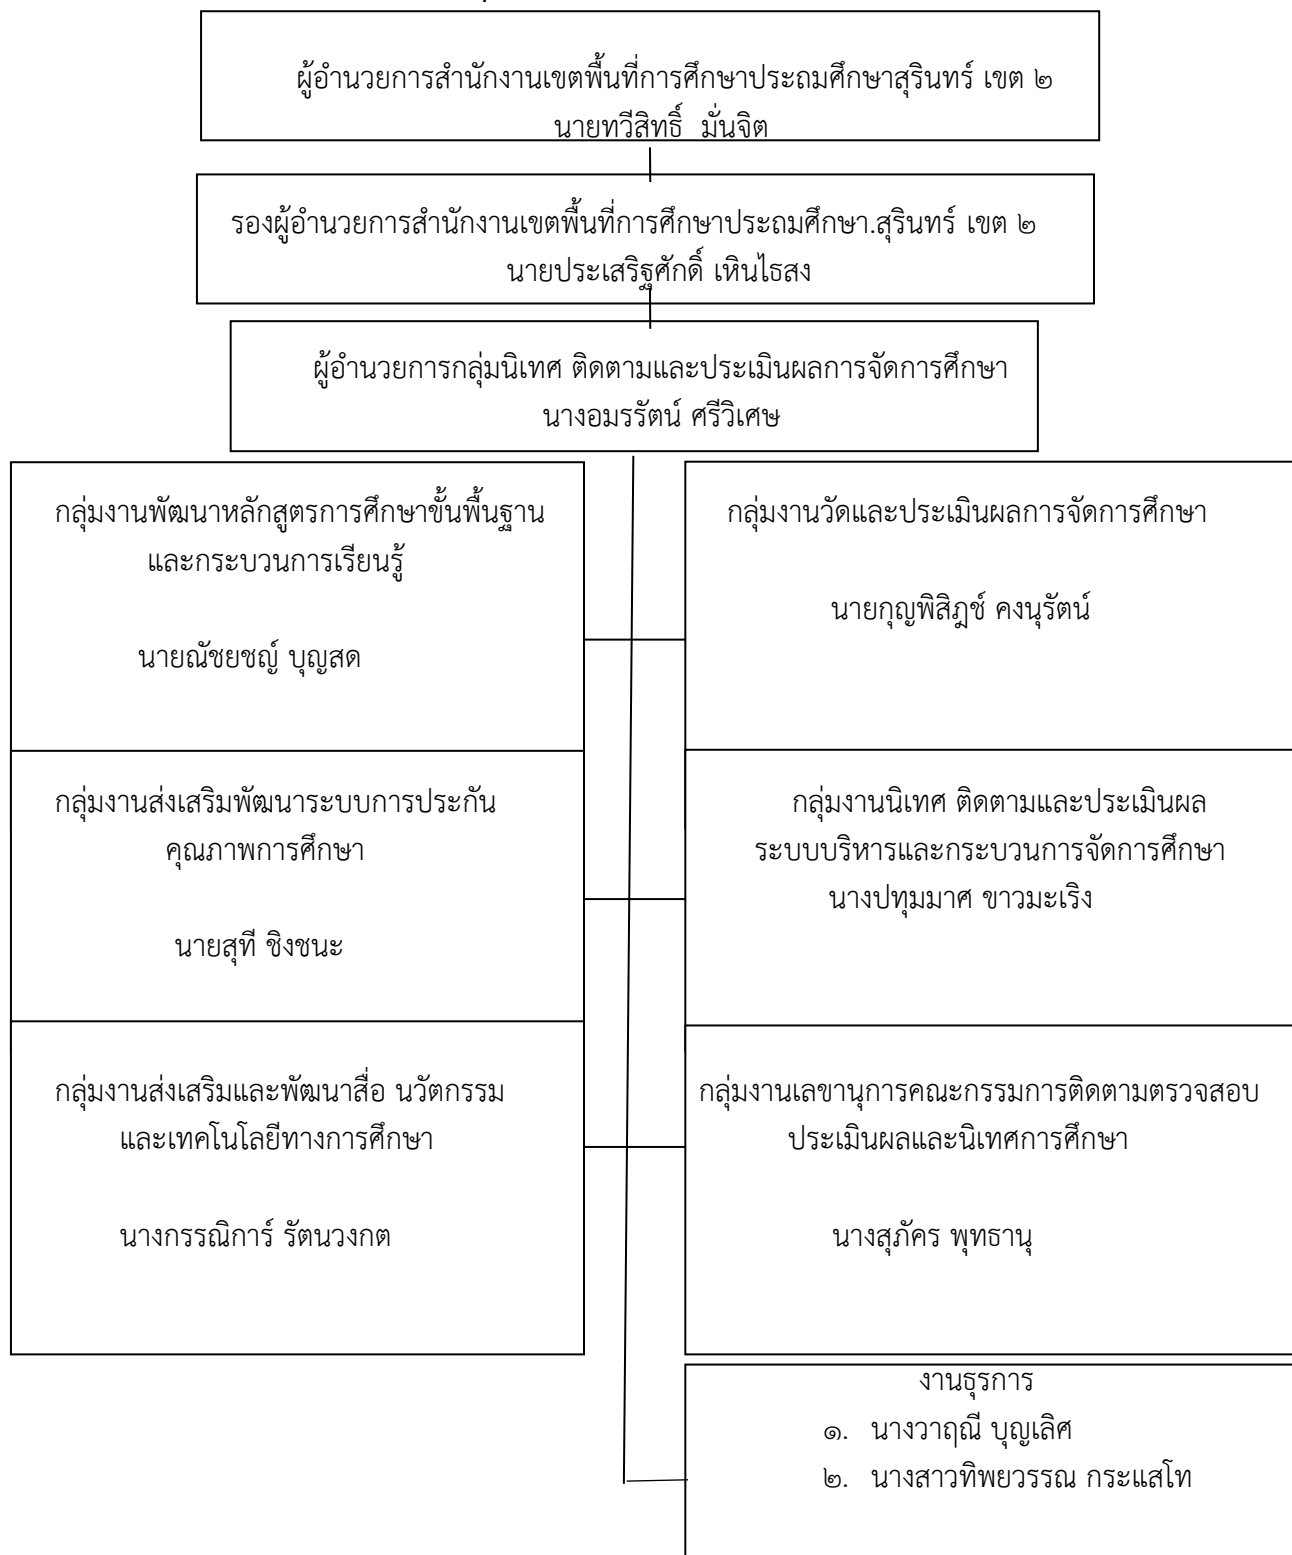 ผู้อำนวยการสำนักงานเขตพื้นที่การศึกษาประถมศึกษาสุรินทร์ เขต ๒
นายทวีสิทธิ์ มั่นจิต
รองผู้อำนวยการสำนักงานเขตพื้นที่การศึกษาประถมศึกษา.สุรินทร์ เขต ๒
นายประเสริฐศักดิ์ เหินไธสง
ผู้อำนวยการกลุ่มนิเทศ ติดตามและประเมินผลการจัดการศึกษา
นางอมรรัตน์ ศรีวิเศษ
กลุ่มงานพัฒนาหลักสูตรการศึกษาขั้นพื้นฐาน
และกระบวนการเรียนรู้
นายณัชยชญ์ บุญสด
กลุ่มงานวัดและประเมินผลการจัดการศึกษา
นายกุญพิสิฎช์ คงนุรัตน์
กลุ่มงานส่งเสริมพัฒนาระบบการประกัน
คุณภาพการศึกษา
นายสุที ชิงชนะ
กลุ่มงานนิเทศ ติดตามและประเมินผล
ระบบบริหารและกระบวนการจัดการศึกษา
นางปทุมมาศ ขาวมะเริง
กลุ่มงานส่งเสริมและพัฒนาสื่อ นวัตกรรม
และเทคโนโลยีทางการศึกษา
นางกรรณิการ์ รัตนวงกต
กลุ่มงานเลขานุการคณะกรรมการติดตามตรวจสอบ
ประเมินผลและนิเทศการศึกษา
นางสุภัคร พุทธานุ
งานธุรการ
๑. นางวาฤณี บุญเลิศ
๒. นางสาวทิพยวรรณ กระแสโท